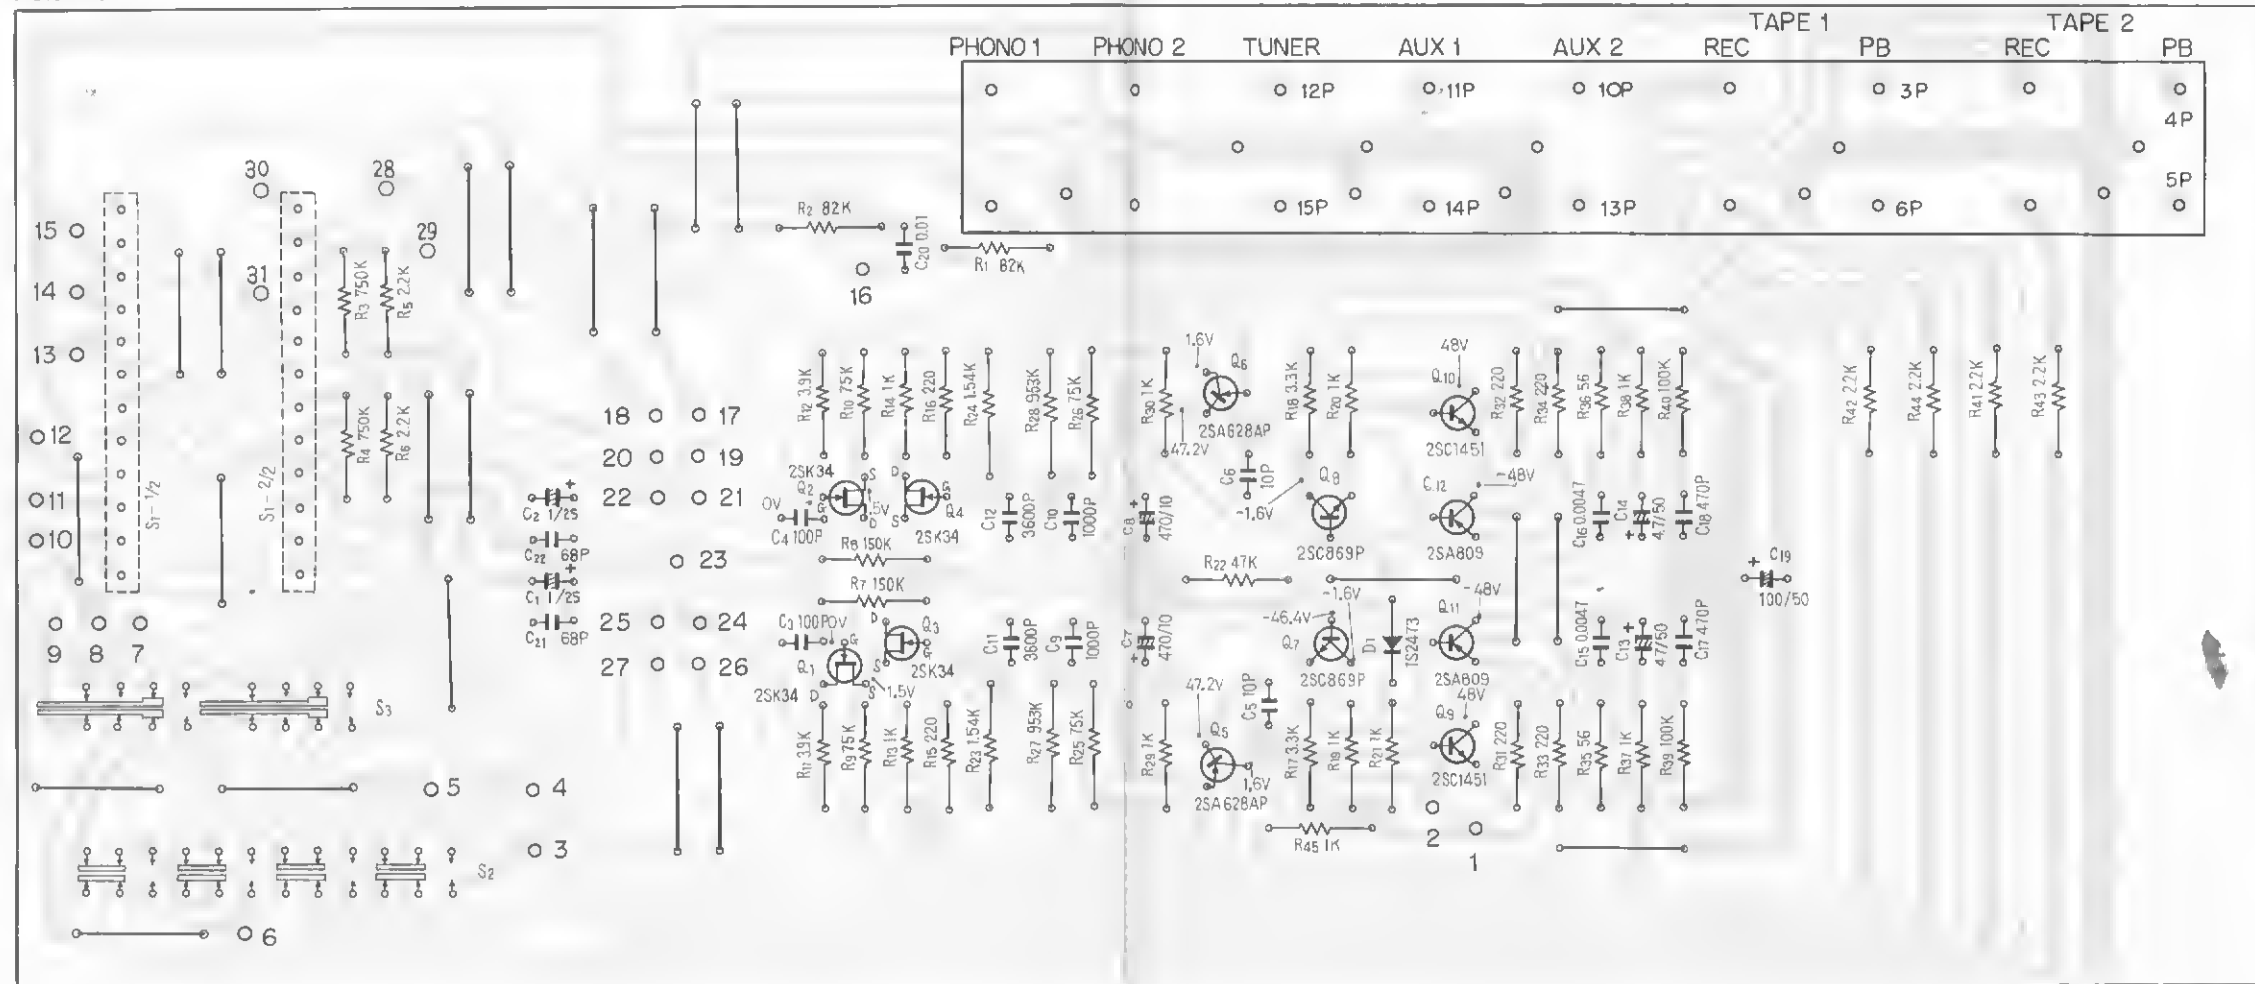 TAPE 1 TAPE 2
PHONO 1 PHONO 2 TUNER AUX 1 AUX 2 REC PB REC PB
12P 11P 10P 3P
4P
5P
15P 14P 13P 6P
30 28
15 29
R2 82K
C20 0.01
R1 82K
14 31
R3 750K
R5 2.2K
16
13
12
11
10
S1-1/2
S1-2/2
R4 750K
R6 2.2K
18 17
20 19
22 21
23
25 24
27 26
C2 1/25
+
C22 68P
C1 1/25
+
C21 68P
R12 3.9K
R10 75K
R14 1K
R16 220
R24 1.54K
R28 953K
R26 75K
R30 1K
1.6V
Q6
2SA628AP
47.2V
R18 3.3K
R20 1K
48V
Q10
2SC1451
R32 220
R34 220
R36 56
R38 1K
R40 100K
R42 2.2K
R44 2.2K
R41 2.2K
R43 2.2K
2SK34
Q2
0V
C4 100P
S
D
G
1.5V
D
S
Q4
2SK34
C12 3600P
C10 1000P
C8 470/10
+
C6 10P
Q8
-1.6V
2SC869P
-48V
2SA809
C16 0.0047
C14 4.7/50
+
C18 470P
R8 150K
R22 47K
R7 150K
+ C19
100/50
C3 100P
0V
Q1
2SK34
D
G
S
1.5V
D
Q3
G
S
2SK34
C11 3600P
C9 1000P
C7 470/10
+
-46.4V
-1.6V
Q7
2SC869P
D1 1S2473
-48V
Q11
2SA809
C15 0.0047
C13 4.7/50
+
C17 470P
9 8 7
S3
47.2V
Q5
2SA628AP
1.6V
C5 10P
48V
Q9
2SC1451
R11 3.9K
R9 75K
R13 1K
R15 220
R23 1.54K
R27 953K
R25 75K
R29 1K
R17 3.3K
R19 1K
R21 1K
R31 220
R33 220
R35 56
R37 1K
R39 100K
5 4
3
R45 1K
2
1
S2
6